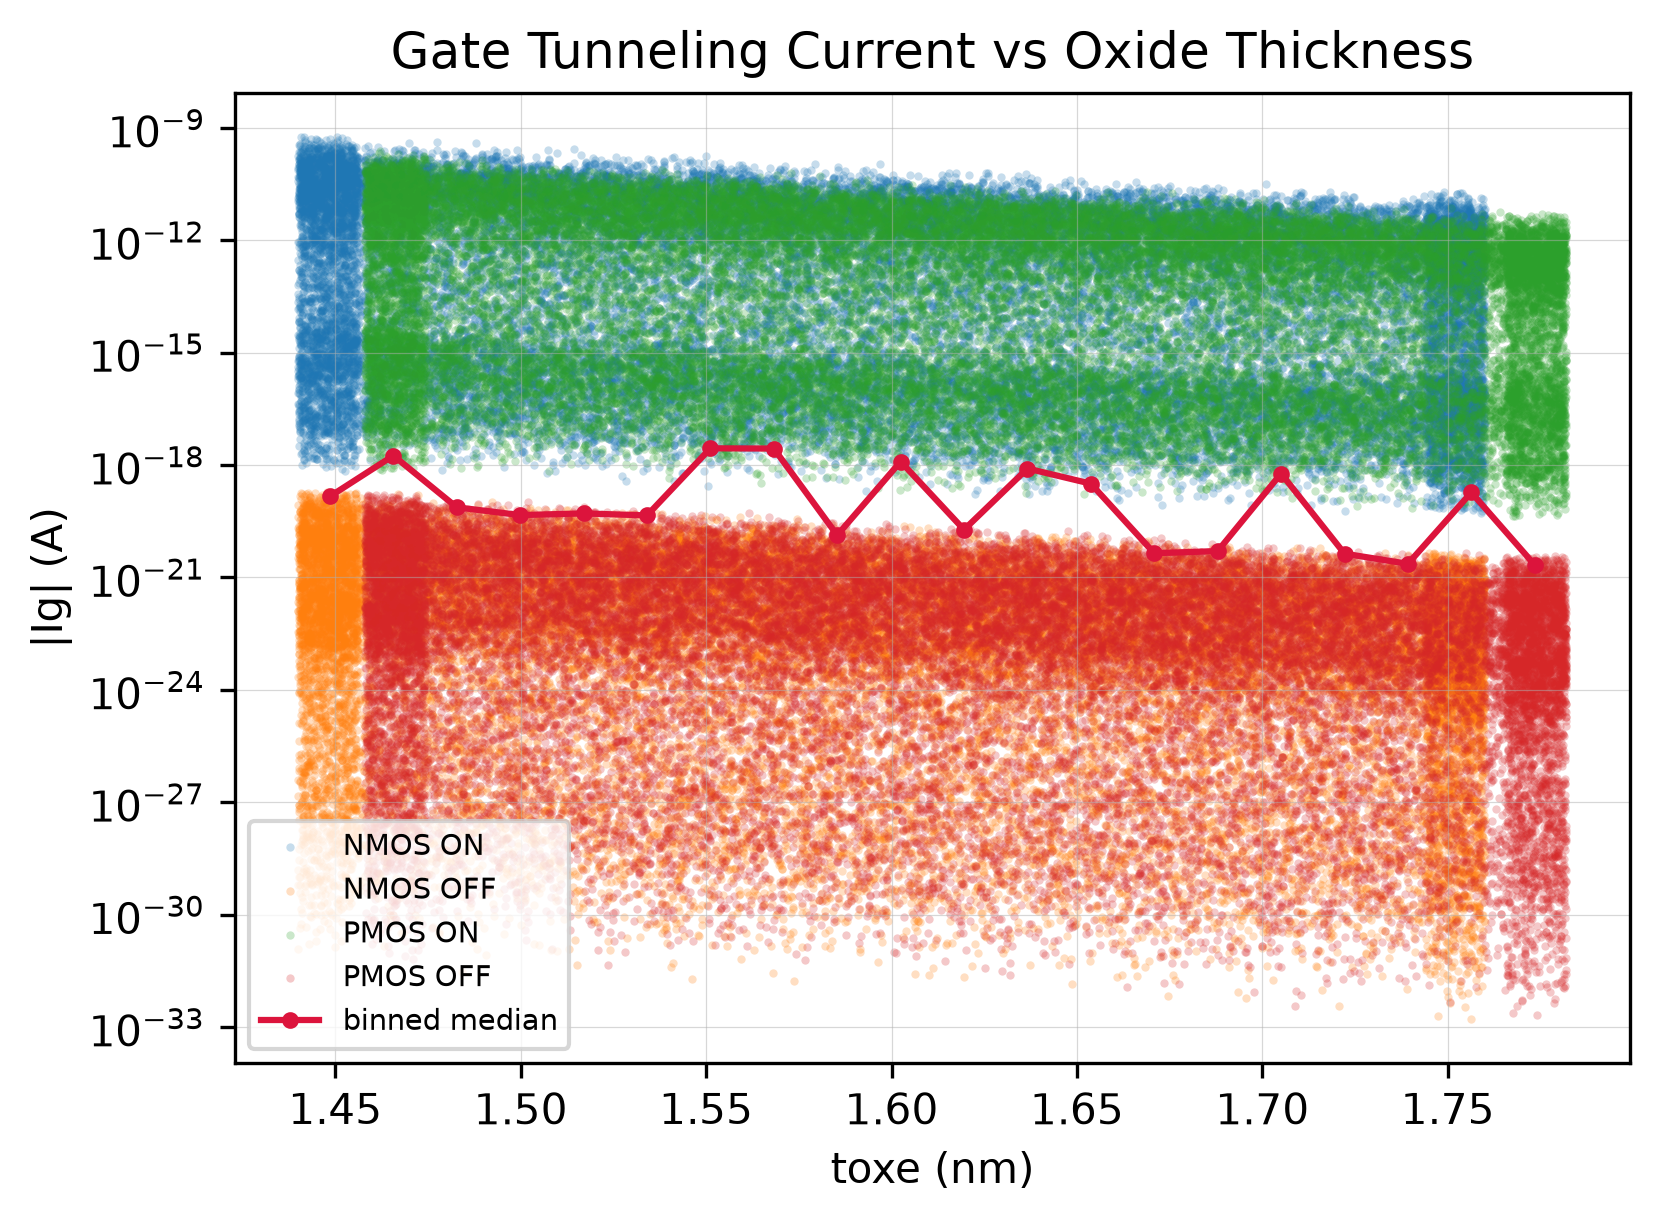 Gate Tunneling Current vs Oxide Thickness
|Ig| (A)
10⁻⁹
10⁻¹²
10⁻¹⁵
10⁻¹⁸
10⁻²¹
10⁻²⁴
10⁻²⁷
10⁻³⁰
10⁻³³
NMOS ON
NMOS OFF
PMOS ON
PMOS OFF
binned median
1.45 1.50 1.55 1.60 1.65 1.70 1.75
toxe (nm)